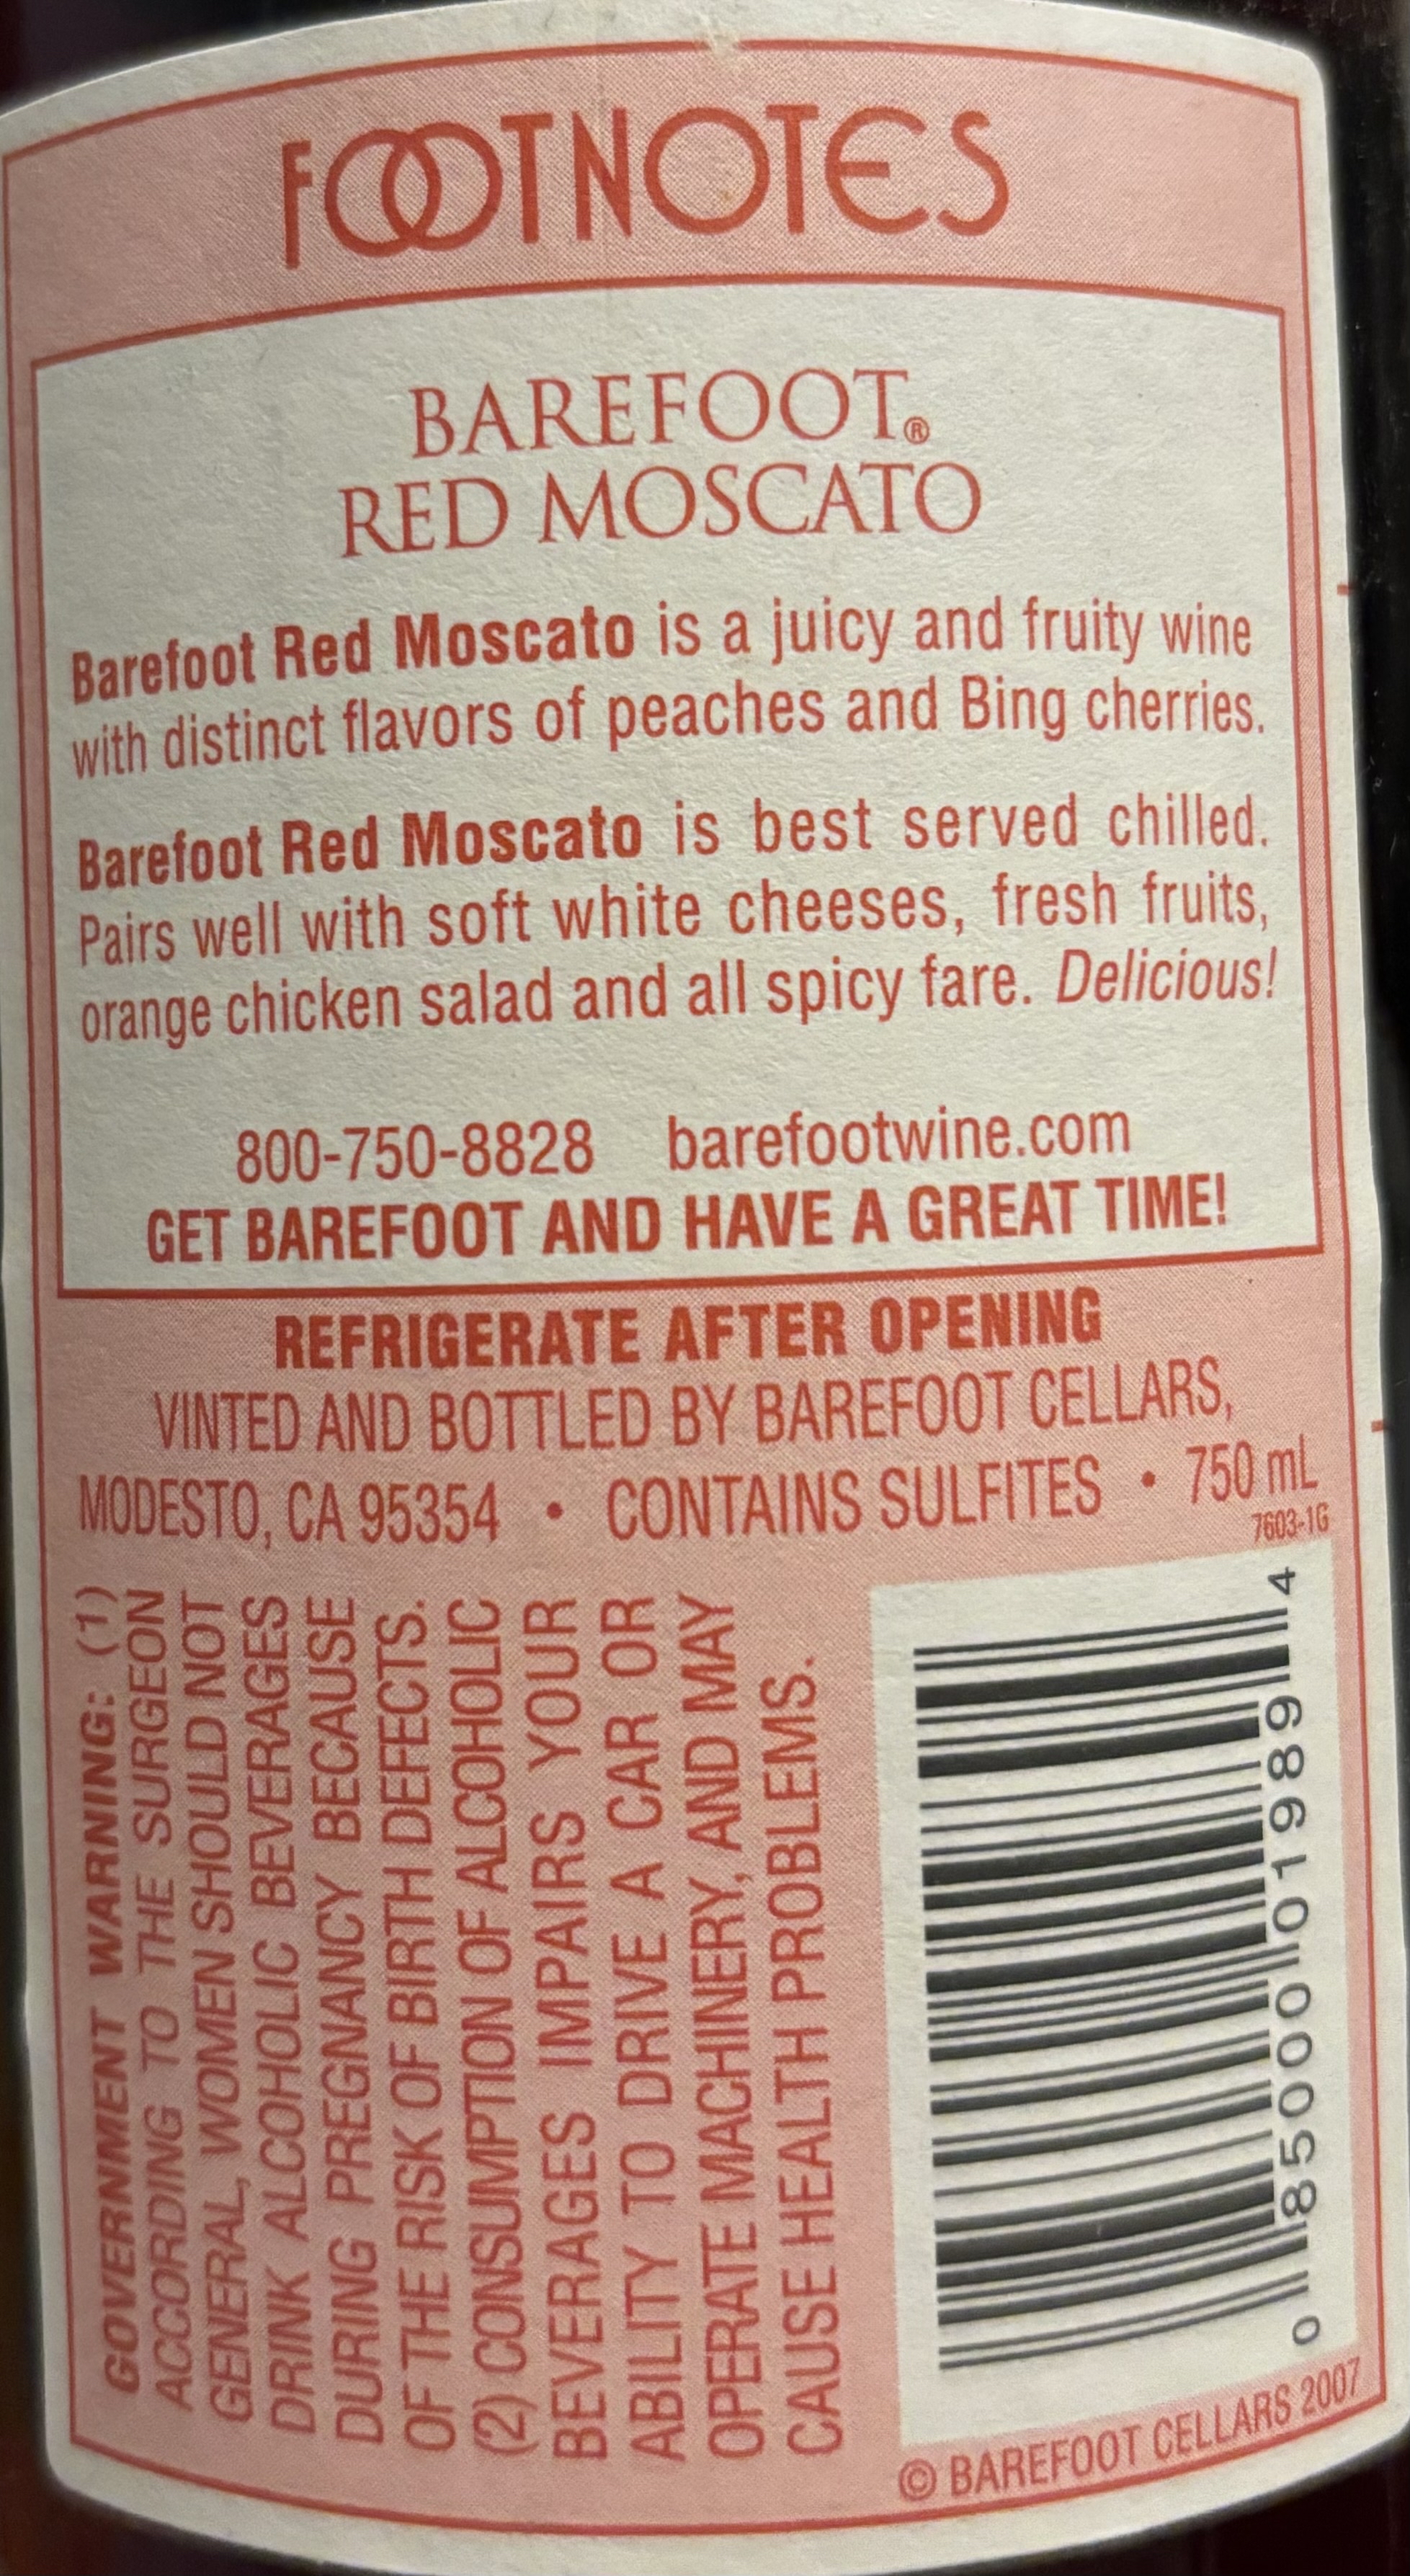 FOOTNOTES
BAREFOOT®
RED MOSCATO
Barefoot Red Moscato is a juicy and fruity wine
with distinct flavors of peaches and Bing cherries.
Barefoot Red Moscato is best served chilled.
Pairs well with soft white cheeses, fresh fruits,
orange chicken salad and all spicy fare. Delicious!
800-750-8828 barefootwine.com
GET BAREFOOT AND HAVE A GREAT TIME!
REFRIGERATE AFTER OPENING
VINTED AND BOTTLED BY BAREFOOT CELLARS,
MODESTO, CA 95354 • CONTAINS SULFITES • 750 mL
7603-1G
GOVERNMENT WARNING: (1)
ACCORDING TO THE SURGEON
GENERAL, WOMEN SHOULD NOT
DRINK ALCOHOLIC BEVERAGES
DURING PREGNANCY BECAUSE
OF THE RISK OF BIRTH DEFECTS.
(2) CONSUMPTION OF ALCOHOLIC
BEVERAGES IMPAIRS YOUR
ABILITY TO DRIVE A CAR OR
OPERATE MACHINERY, AND MAY
CAUSE HEALTH PROBLEMS.
0 85000 01989 4
© BAREFOOT CELLARS 2007